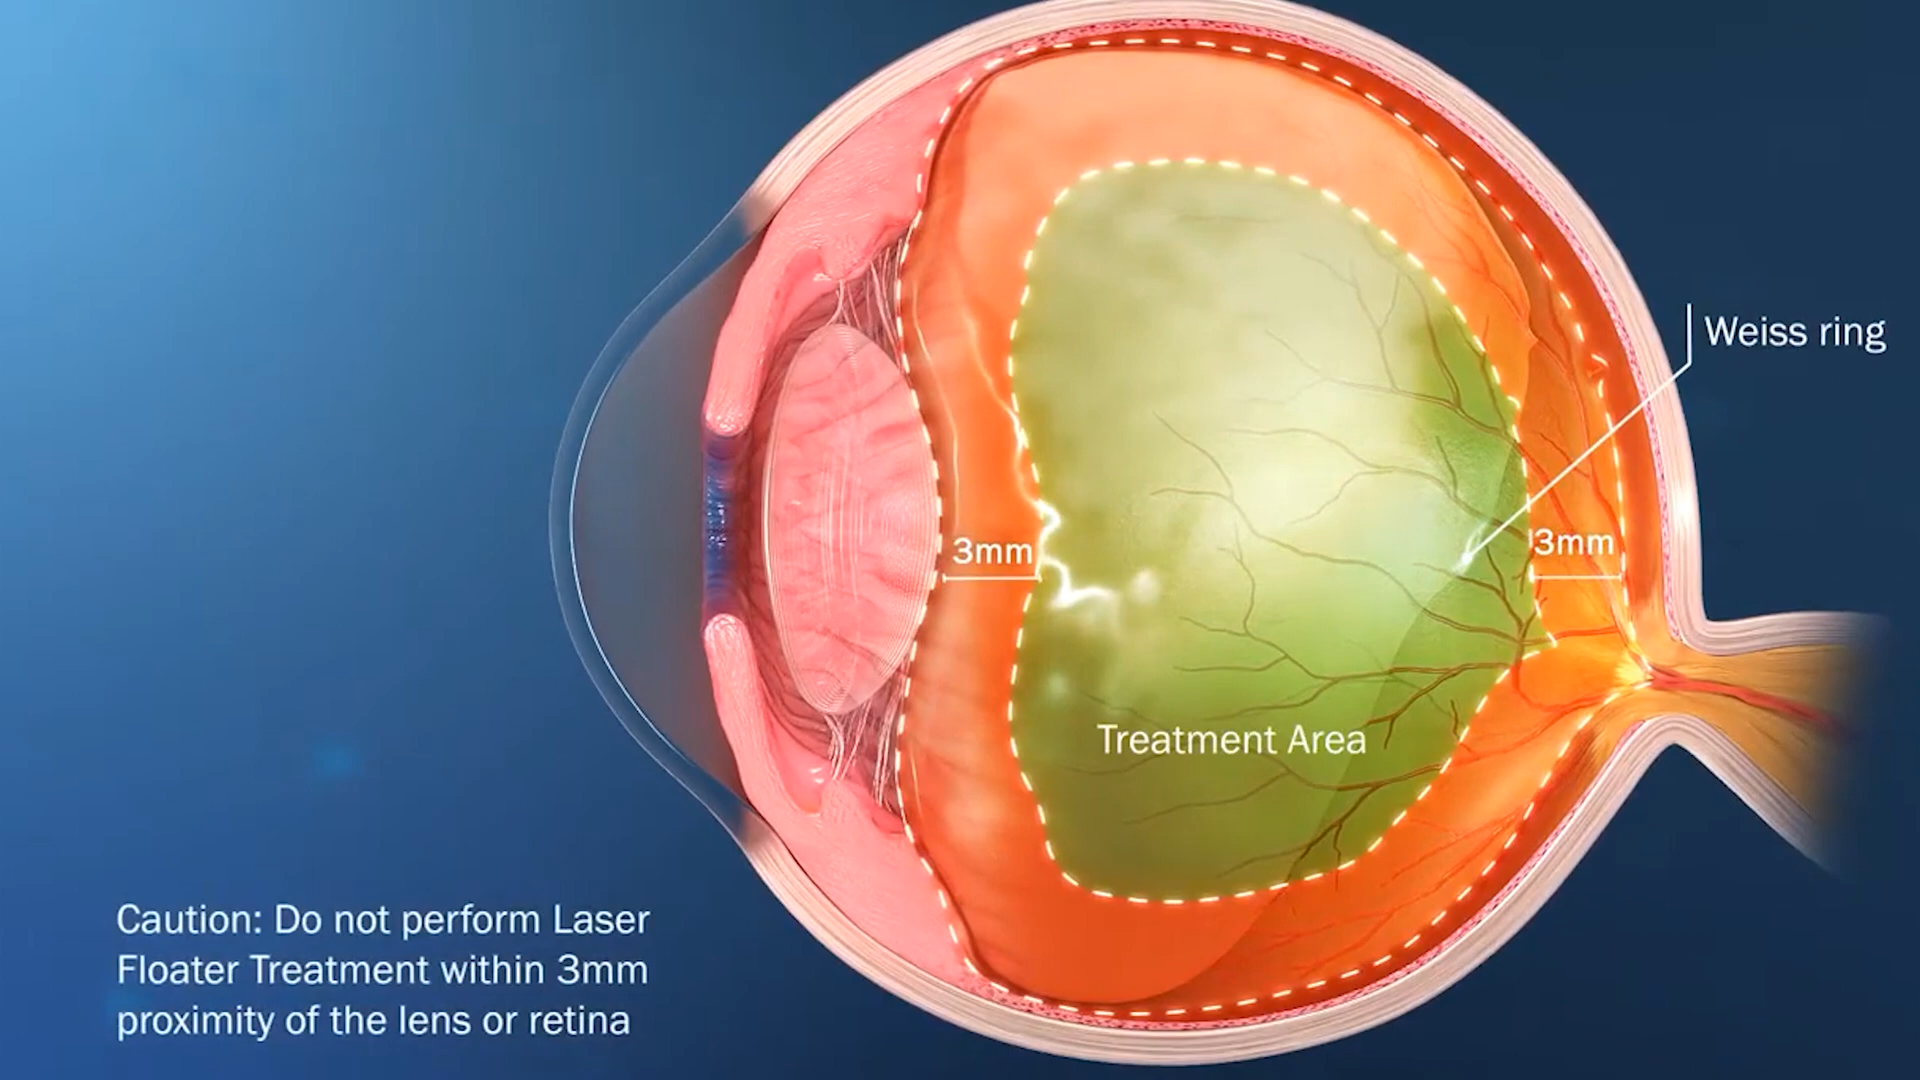 Weiss ring
3mm
3mm
Treatment Area
Caution: Do not perform Laser
Floater Treatment within 3mm
proximity of the lens or retina